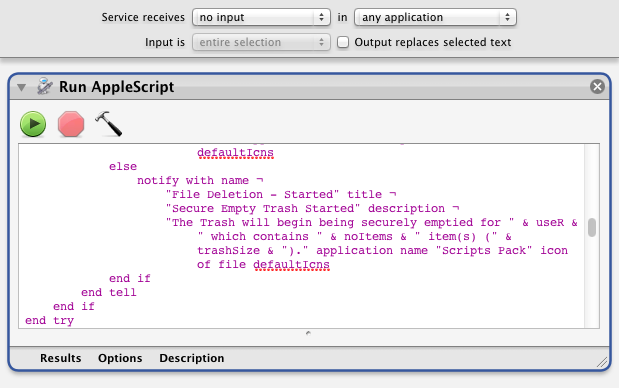 Service receives no input in any application
Input is entire selection Output replaces selected text
Run AppleScript
defaultIcns
else
notify with name ¬
"File Deletion - Started" title ¬
"Secure Empty Trash Started" description ¬
"The Trash will begin being securely emptied for " & useR &
" which contains " & noItems & " item(s) (" &
trashSize & ")." application name "Scripts Pack" icon
of file defaultIcns
end if
end tell
end if
end try
Results Options Description